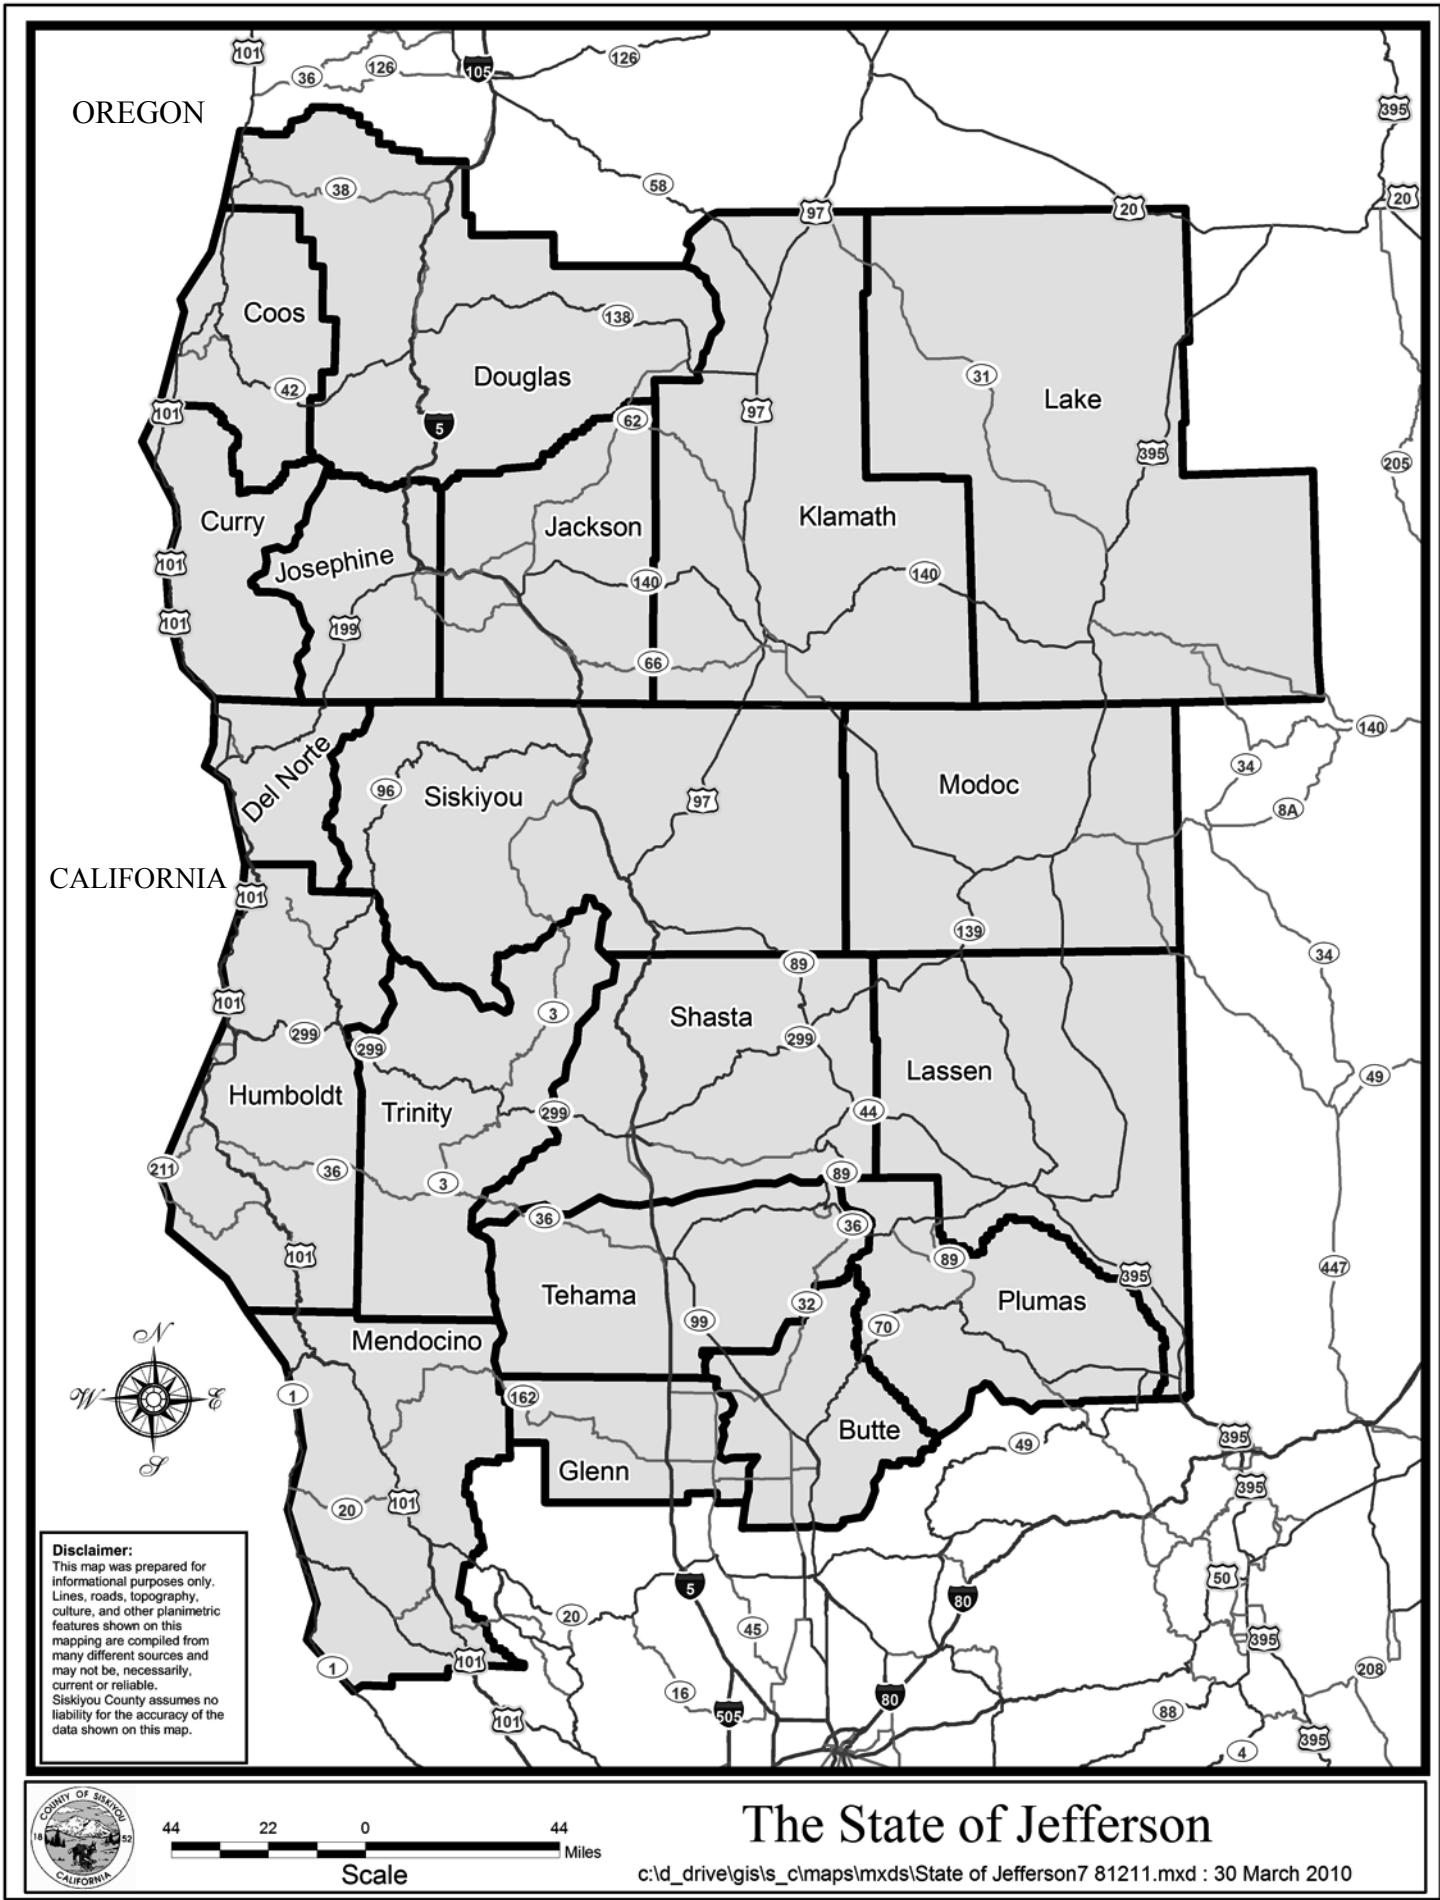 101
36
126
105
126
395
OREGON
38
58
97
20
20
Coos
138
Douglas
42
31
Lake
101
5
62
97
395
205
Curry
Josephine
Jackson
Klamath
101
140
140
101
199
66
Del Norte
96
Siskiyou
97
Modoc
140
34
8A
CALIFORNIA
101
139
89
34
101
3
Shasta
299
299
299
Lassen
49
Humboldt
Trinity
299
44
211
36
3
89
36
36
101
89
395
447
Tehama
32
Plumas
99
70
Mendocino
N
W
E
S
1
162
Butte
49
395
Glenn
395
20
101
5
80
50
20
45
395
101
1
16
505
80
208
101
88
395
4
Disclaimer:
This map was prepared for
informational purposes only.
Lines, roads, topography,
culture, and other planimetric
features shown on this
mapping are compiled from
many different sources and
may not be, necessarily,
current or reliable.
Siskiyou County assumes no
liability for the accuracy of the
data shown on this map.
COUNTY OF SISKIYOU
18 52
CALIFORNIA
44 22 0 44
Miles
Scale
The State of Jefferson
c:\d_drive\gis\s_c\maps\mxds\State of Jefferson7 81211.mxd : 30 March 2010